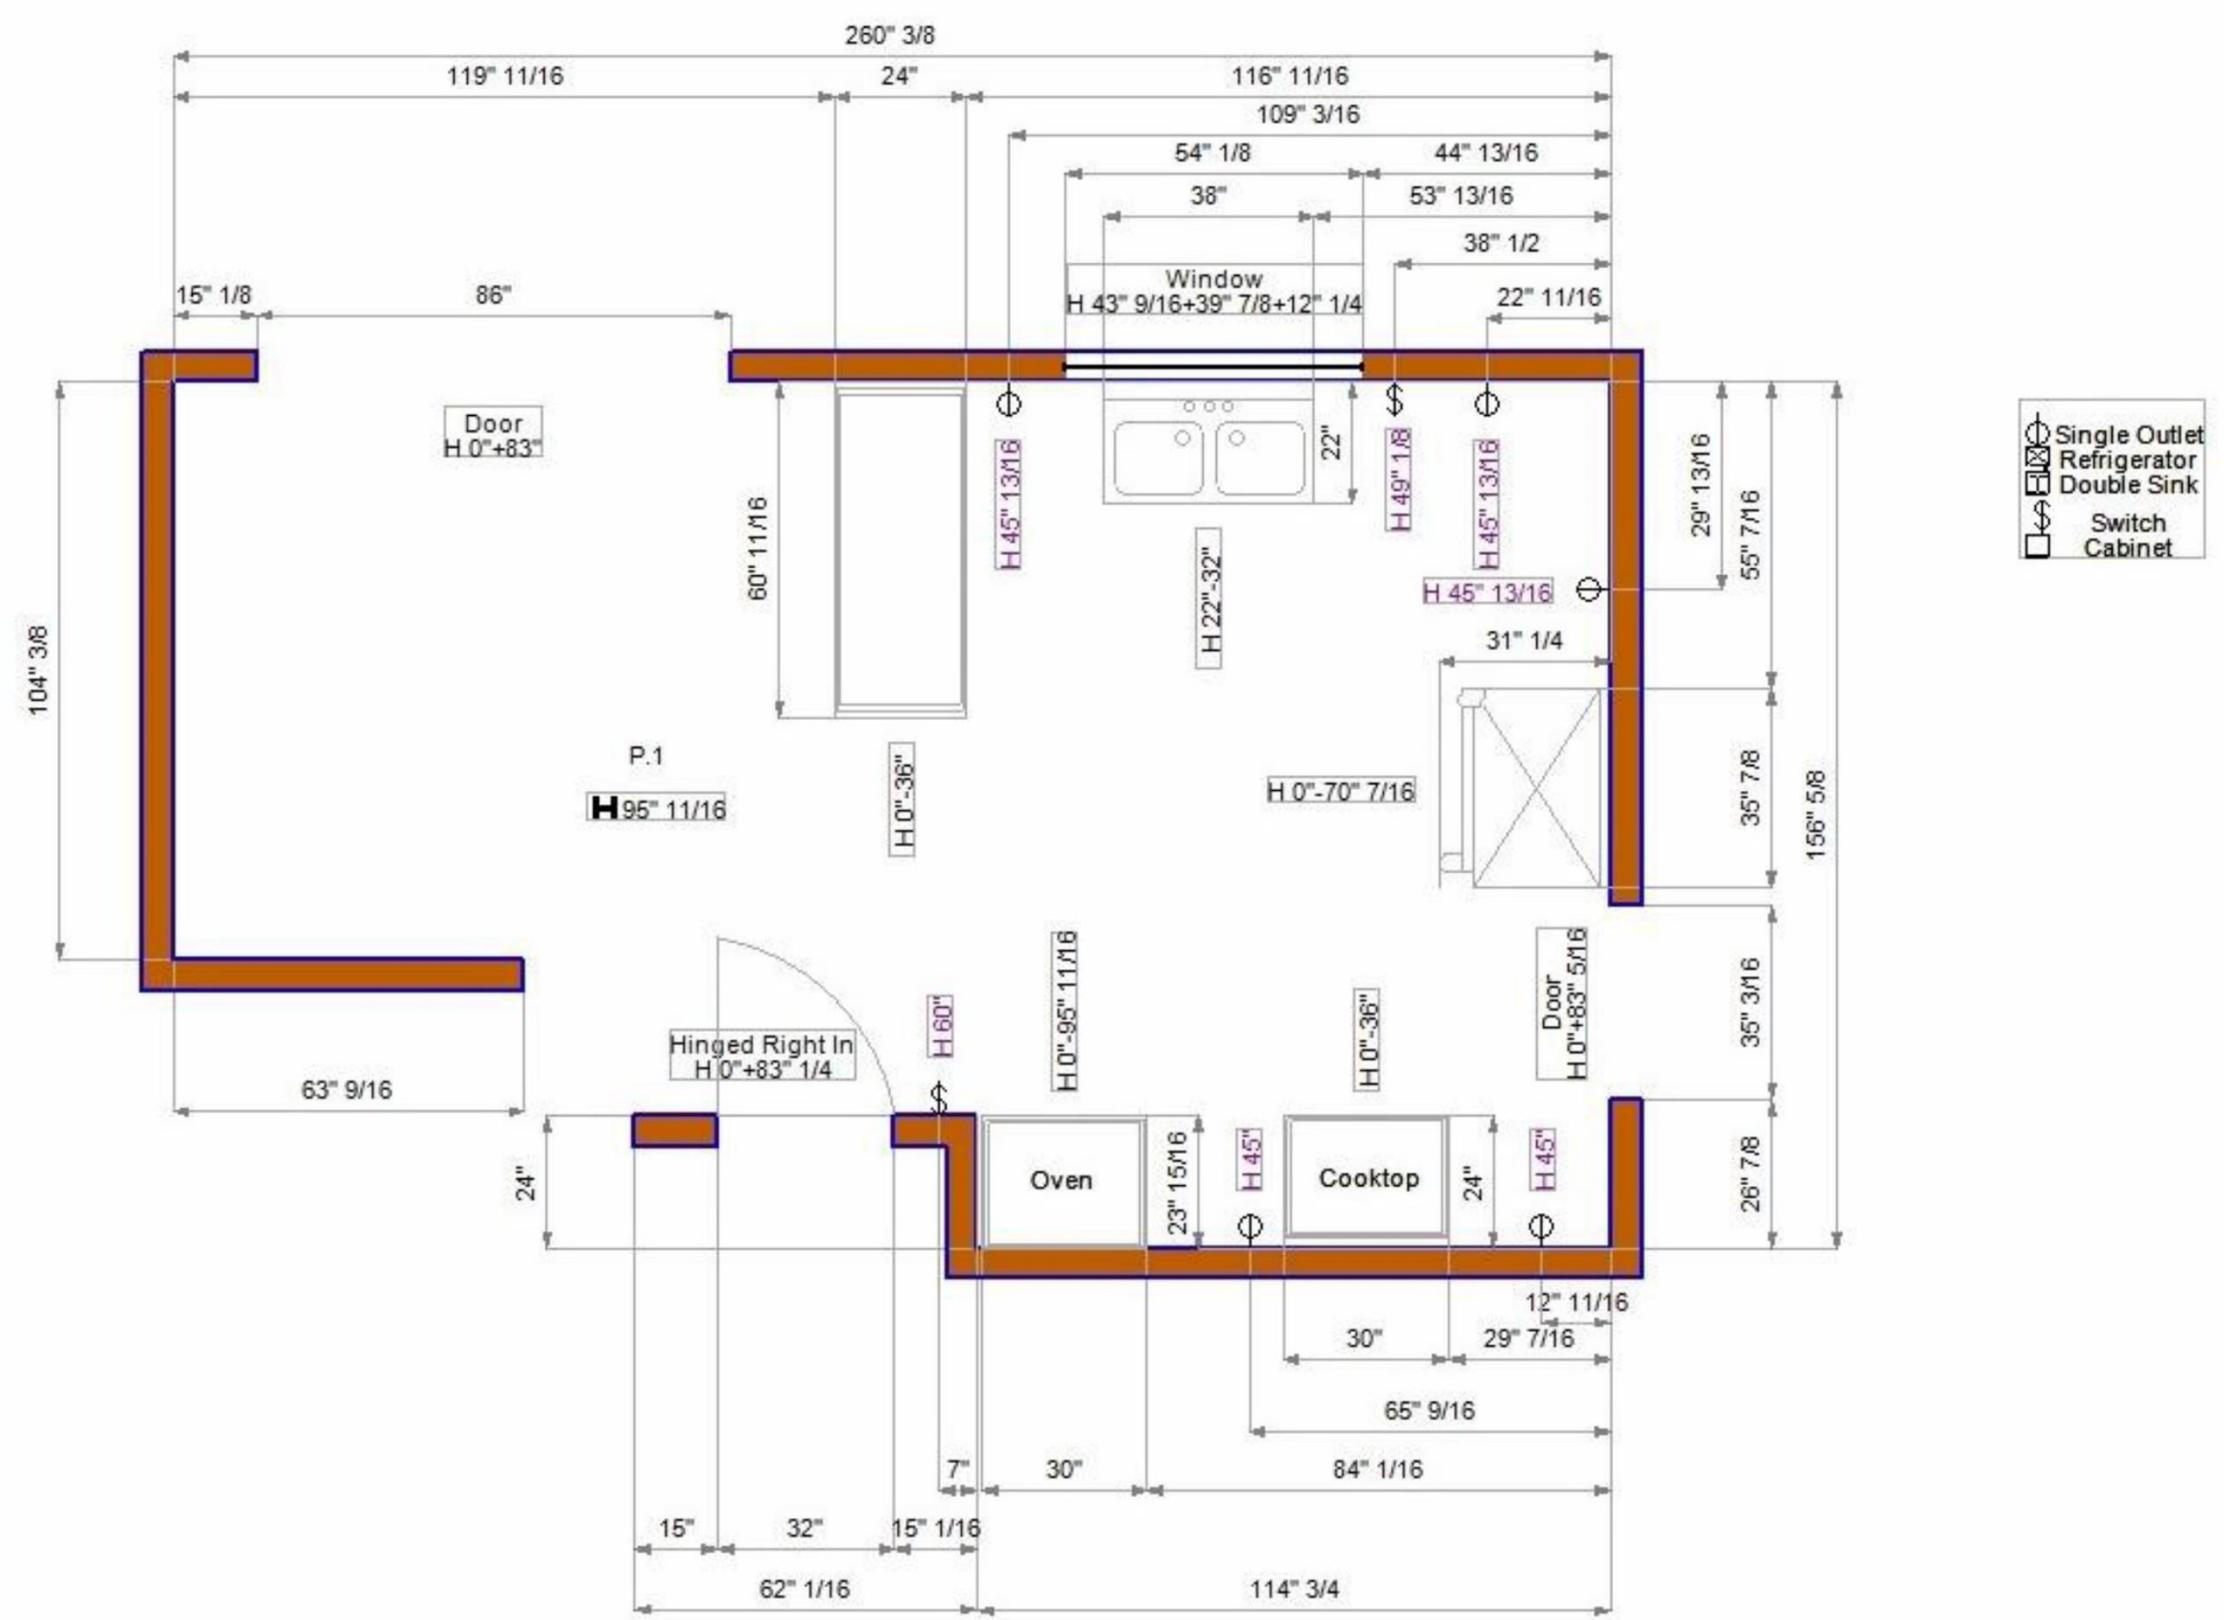 260" 3/8
119" 11/16
24"
116" 11/16
109" 3/16
54" 1/8
44" 13/16
38"
53" 13/16
38" 1/2
Window
H 43" 9/16+39" 7/8+12" 1/4
15" 1/8
86"
22" 11/16
Door
H 0"+83"
60" 11/16
H 45" 13/16
22"
H 49" 1/8
H 45" 13/16
29" 13/16
55" 7/16
Single Outlet
Refrigerator
Double Sink
Switch
Cabinet
H 22"-32"
H 45" 13/16
31" 1/4
104" 3/8
P.1
H 95" 11/16
H 0"-36"
H 0"-70" 7/16
35" 7/8
156" 5/8
H 60"
H 0"-95" 11/16
H 0"-36"
Door
H 0"+83" 5/16
35" 3/16
Hinged Right In
H 0"+83" 1/4
63" 9/16
24"
Oven
23" 15/16
H 45"
Cooktop
24"
H 45"
26" 7/8
12" 11/16
30"
29" 7/16
65" 9/16
7"
30"
84" 1/16
15"
32"
15" 1/16
62" 1/16
114" 3/4